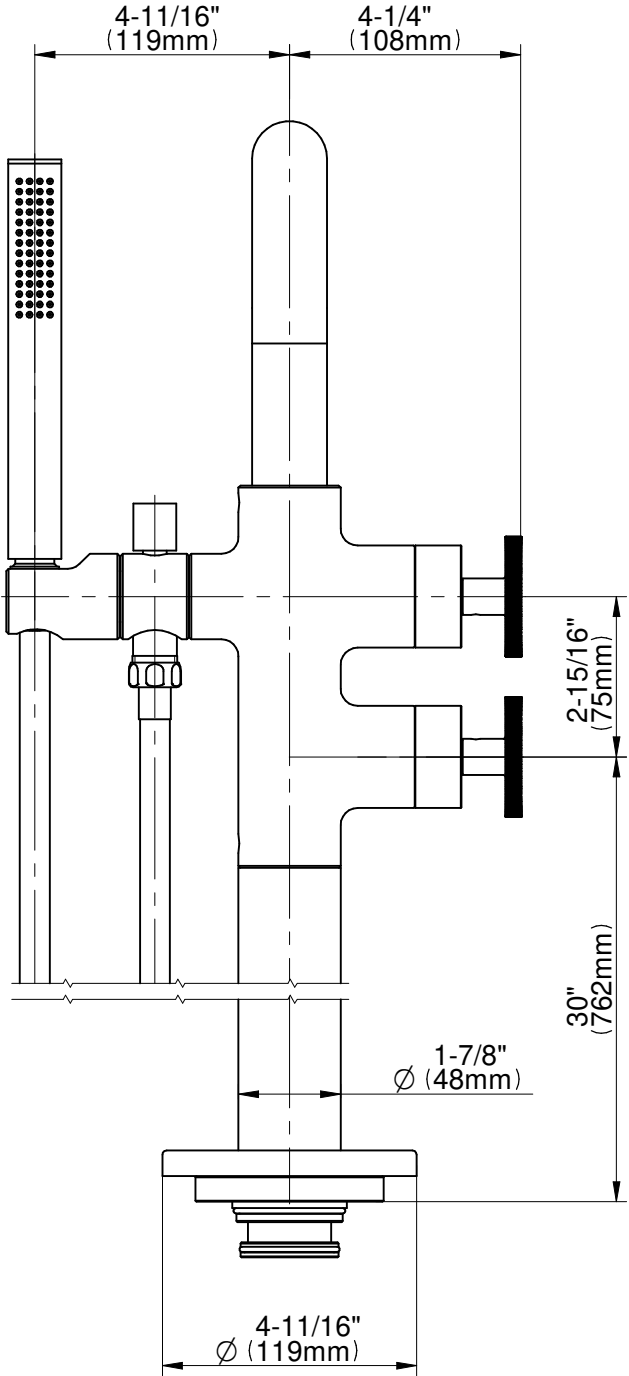 4-11/16"
(119mm)
4-1/4"
(108mm)
2-15/16"
(75mm)
30"
(762mm)
1-7/8"
∅ (48mm)
4-11/16"
∅ (119mm)